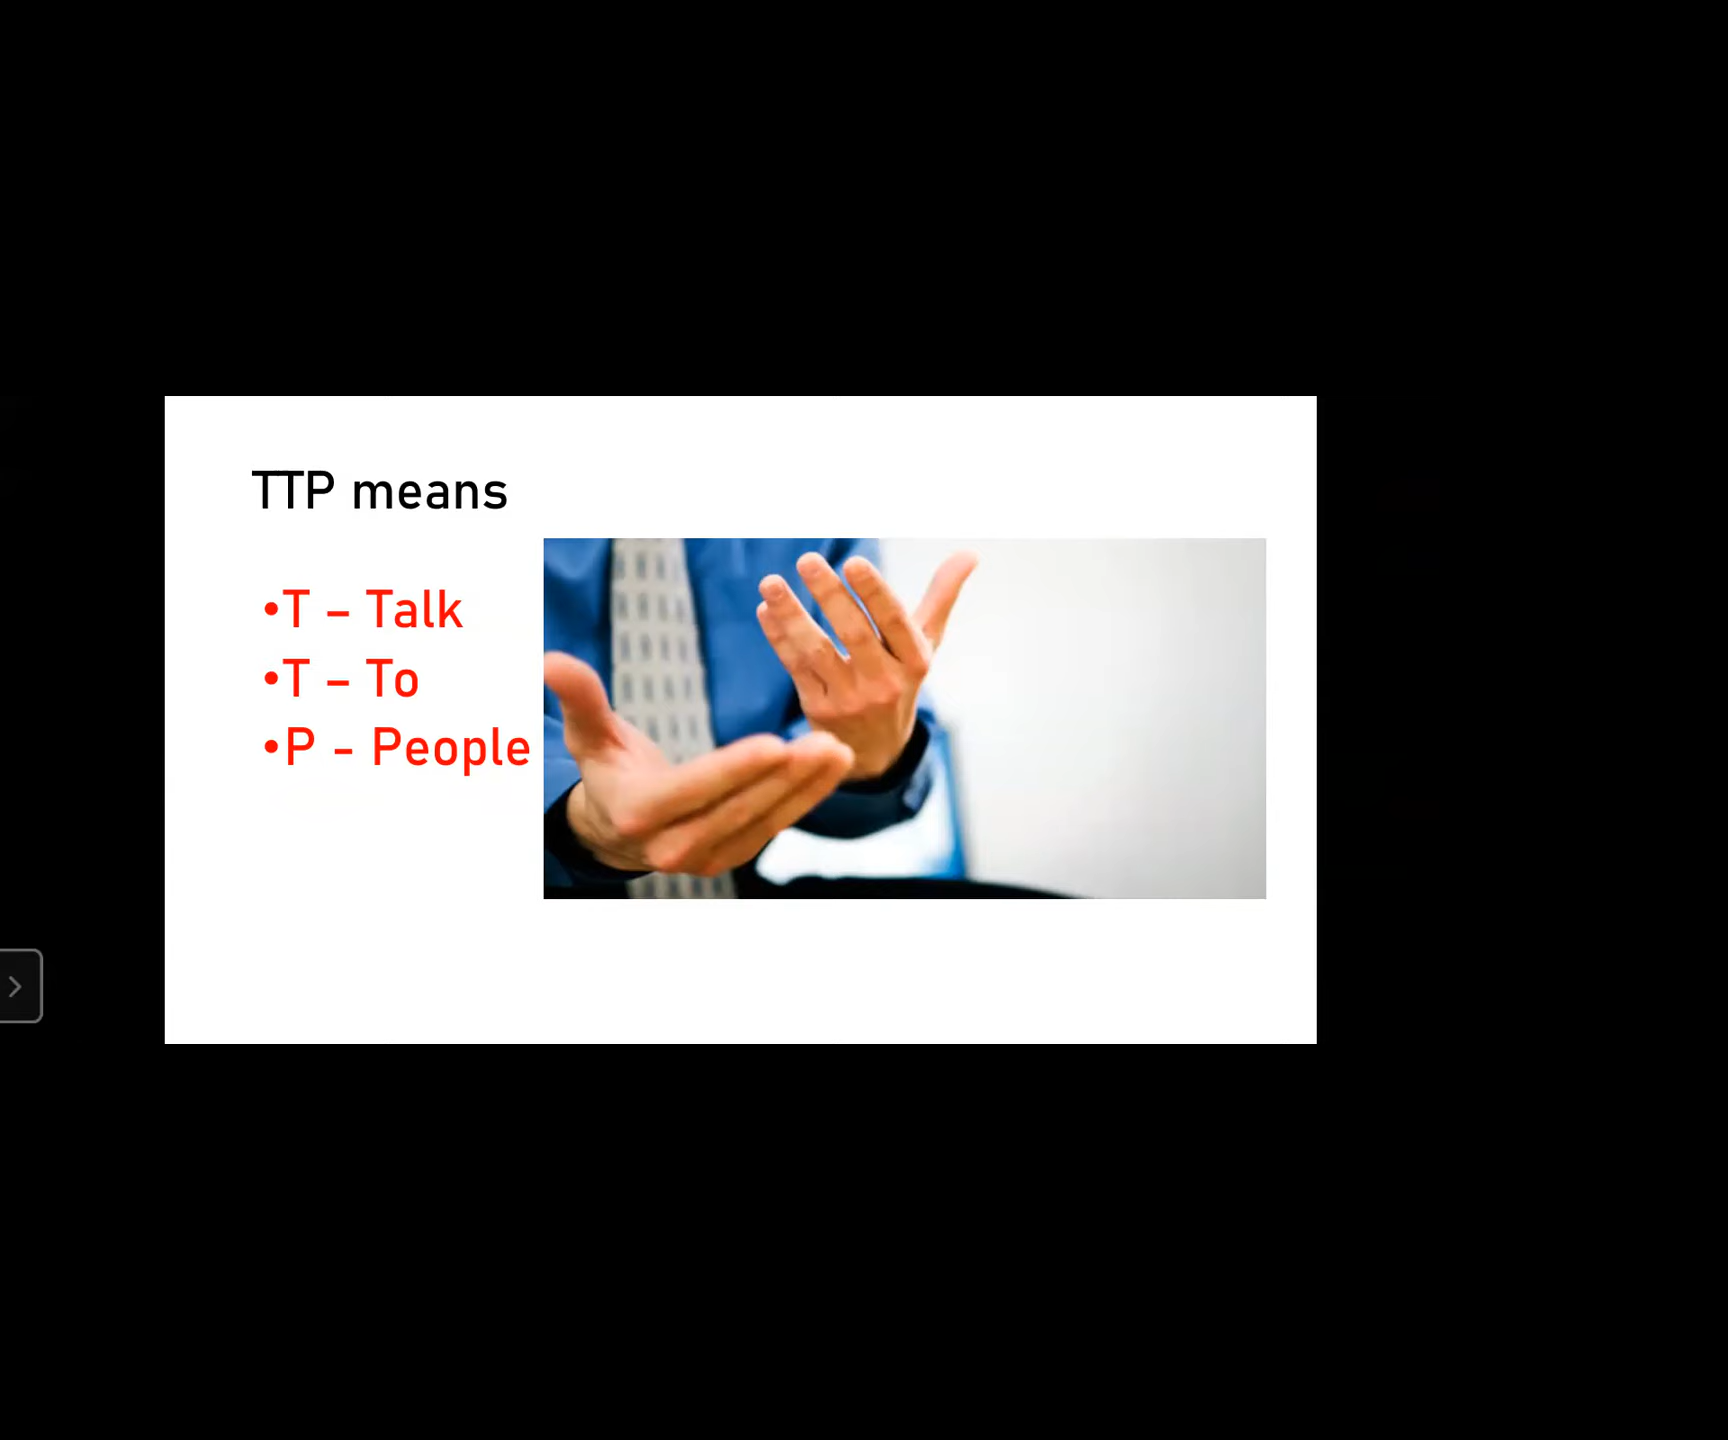 TTP means
•T – Talk
•T – To
•P - People